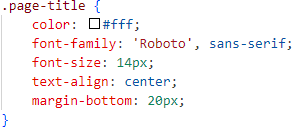 .page-title {
    color: #fff;
    font-family: 'Roboto', sans-serif;
    font-size: 14px;
    text-align: center;
    margin-bottom: 20px;
}